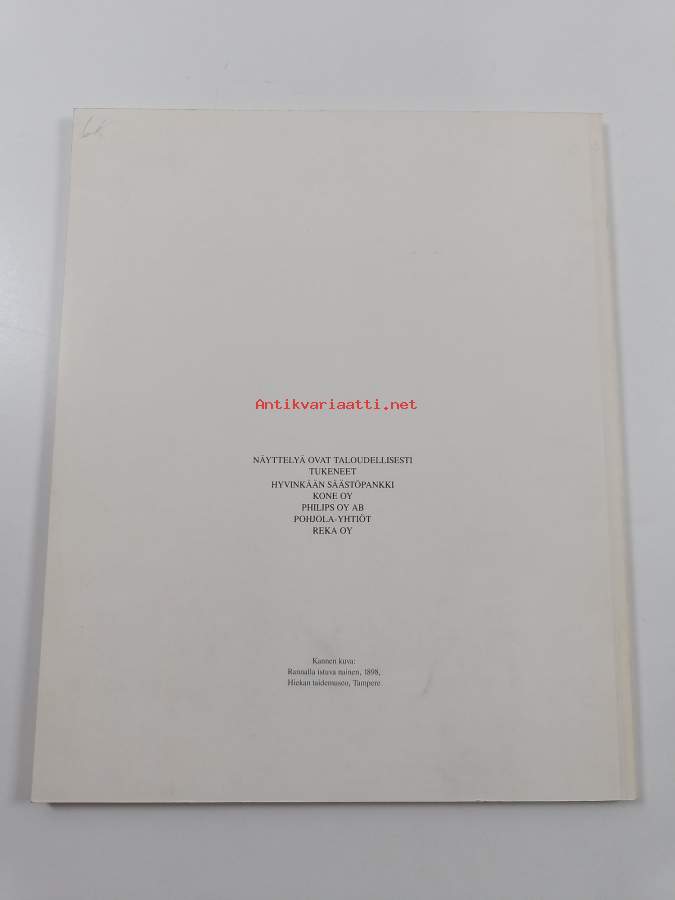 Antikvariaatti.net
NÄYTTELYÄ OVAT TALOUDELLISESTI
TUKENEET
HYVINKÄÄN SÄÄSTÖPANKKI
KONE OY
PHILIPS OY AB
POHJOLA-YHTIÖT
REKA OY
Kannen kuva:
Rannalla istuva nainen, 1898,
Hiekan taidemuseo, Tampere